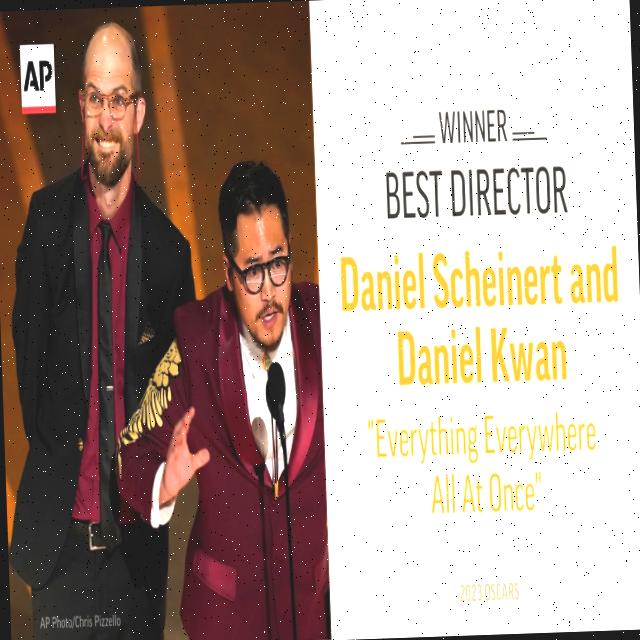 AP
WINNER
BEST DIRECTOR
Daniel Scheinert and
Daniel Kwan
"Everything Everywhere
All At Once"
2023 OSCARS
AP Photo/Chris Pizzello